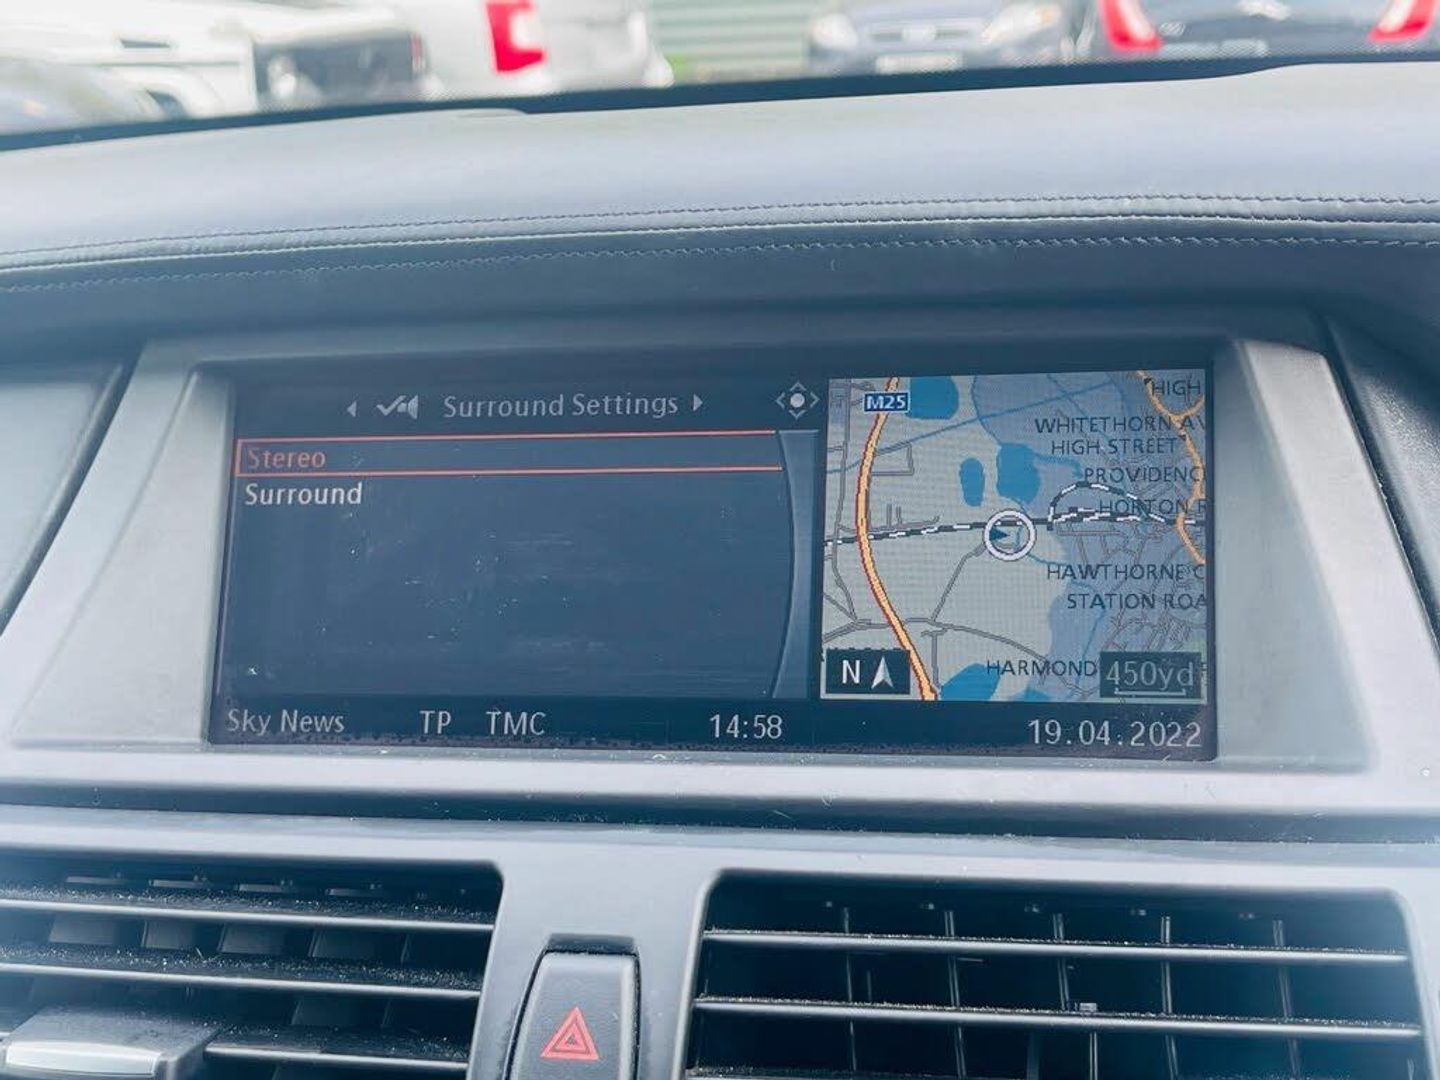 Surround Settings
Stereo
Surround
M25
HIGH
WHITETHORN AV
HIGH STREET
PROVIDENC
HORTON R
HAWTHORNE C
STATION ROA
HARMOND
N
450yd
Sky News TP TMC 14:58 19.04.2022